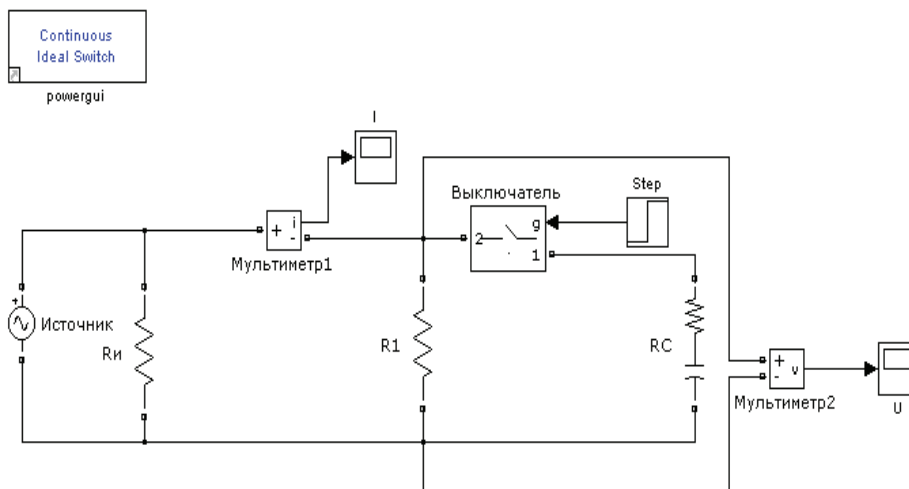 Continuous
Ideal Switch
powergui
I
Выключатель
Step
i
+
-
g
2
1
Мультиметр1
+
Источник
Rи
R1
RC
+
-
v
Мультиметр2
U